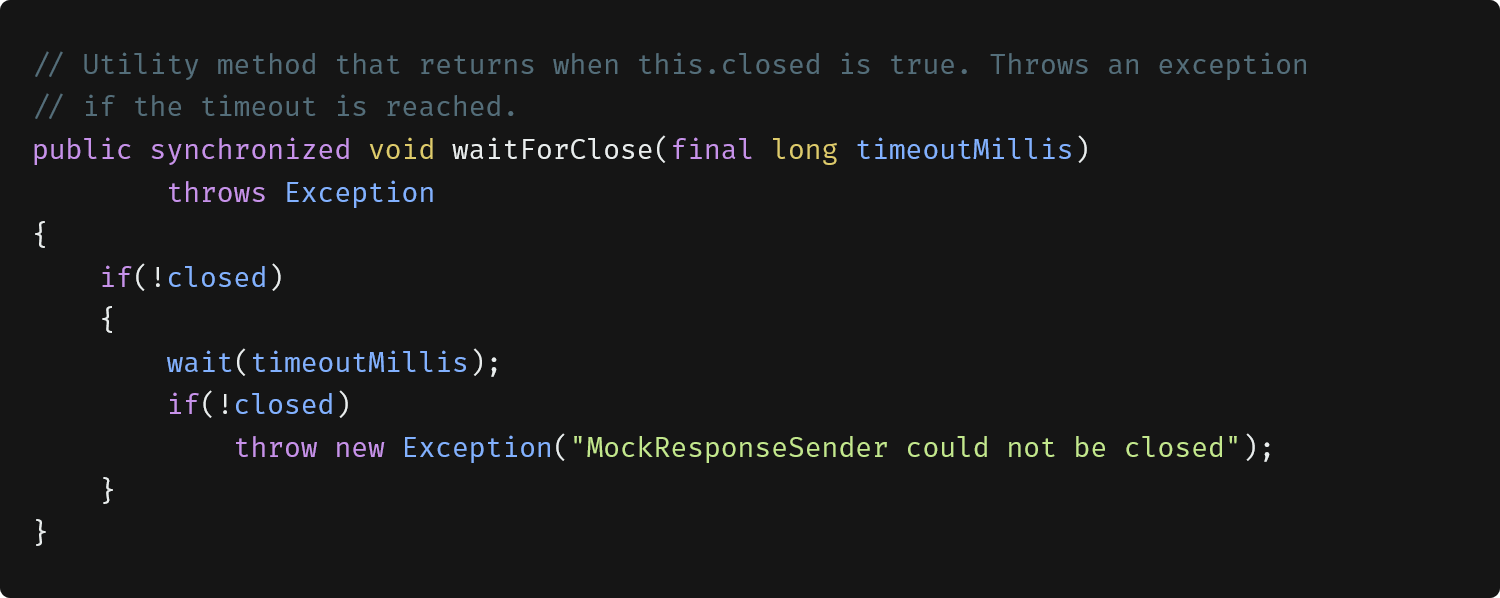 // Utility method that returns when this.closed is true. Throws an exception
// if the timeout is reached.
public synchronized void waitForClose(final long timeoutMillis)
        throws Exception
{
    if(!closed)
    {
        wait(timeoutMillis);
        if(!closed)
            throw new Exception("MockResponseSender could not be closed");
    }
}